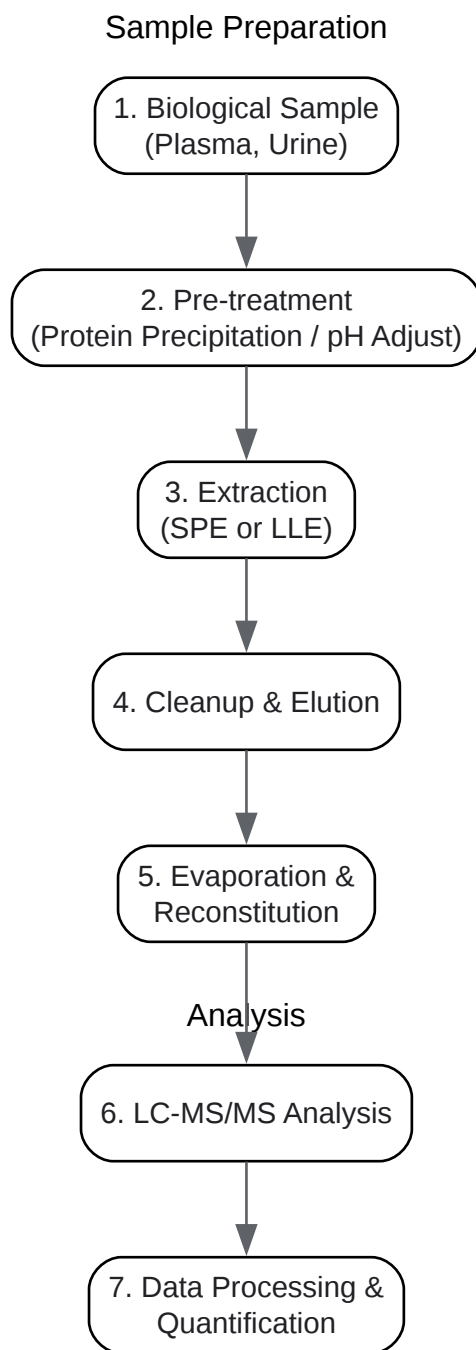 Sample Preparation
1. Biological Sample
(Plasma, Urine)
2. Pre-treatment
(Protein Precipitation / pH Adjust)
3. Extraction
(SPE or LLE)
4. Cleanup & Elution
5. Evaporation &
Reconstitution
Analysis
6. LC-MS/MS Analysis
7. Data Processing &
Quantification